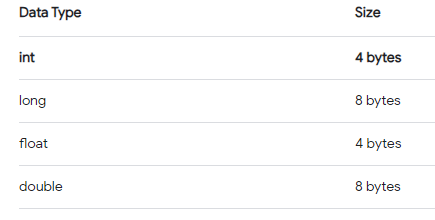 Data Type Size
int 4 bytes
long 8 bytes
float 4 bytes
double 8 bytes